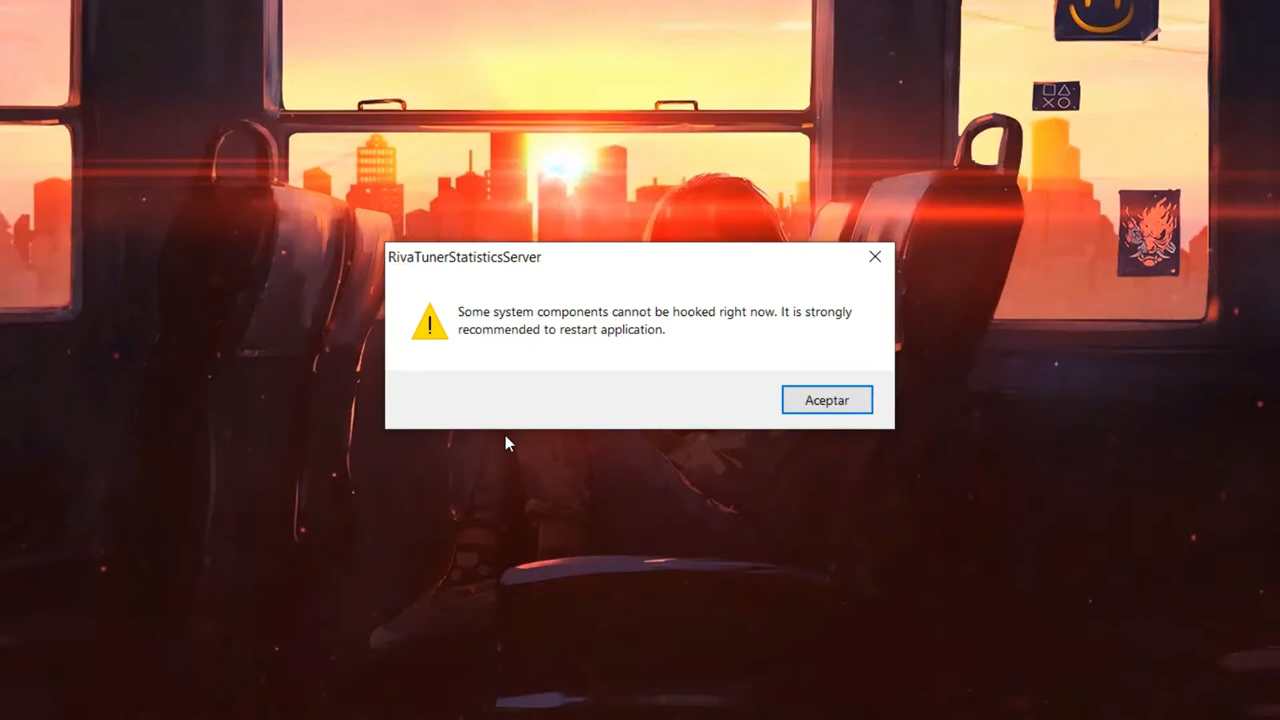 RivaTunerStatisticsServer
Some system components cannot be hooked right now. It is strongly
recommended to restart application.
Aceptar